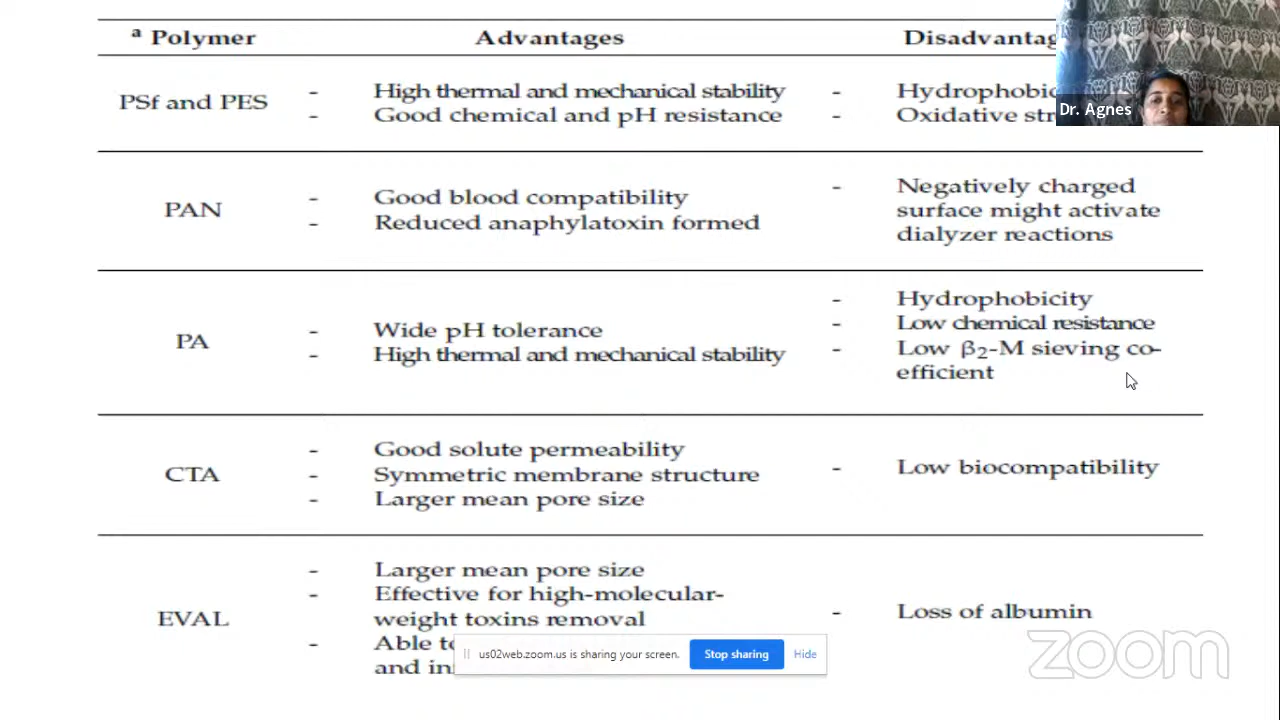 a Polymer Advantages
Dr. Agnes
PSf and PES
- High thermal and mechanical stability
- Good chemical and pH resistance
-
- Oxidative
PAN
- Good blood compatibility
- Reduced anaphylatoxin formed
- Negatively charged
surface might activate
dialyzer reactions
PA
- Wide pH tolerance
- High thermal and mechanical stability
- Hydrophobicity
- Low chemical resistance
- Low β2-M sieving co-
efficient
CTA
- Good solute permeability
- Symmetric membrane structure
- Larger mean pore size
- Low biocompatibility
EVAL
- Larger mean pore size
- Effective for high-molecular-
weight toxins removal
- Able
and
- Loss of albumin
us02web.zoom.us is sharing your screen. Stop sharing Hide
zoom